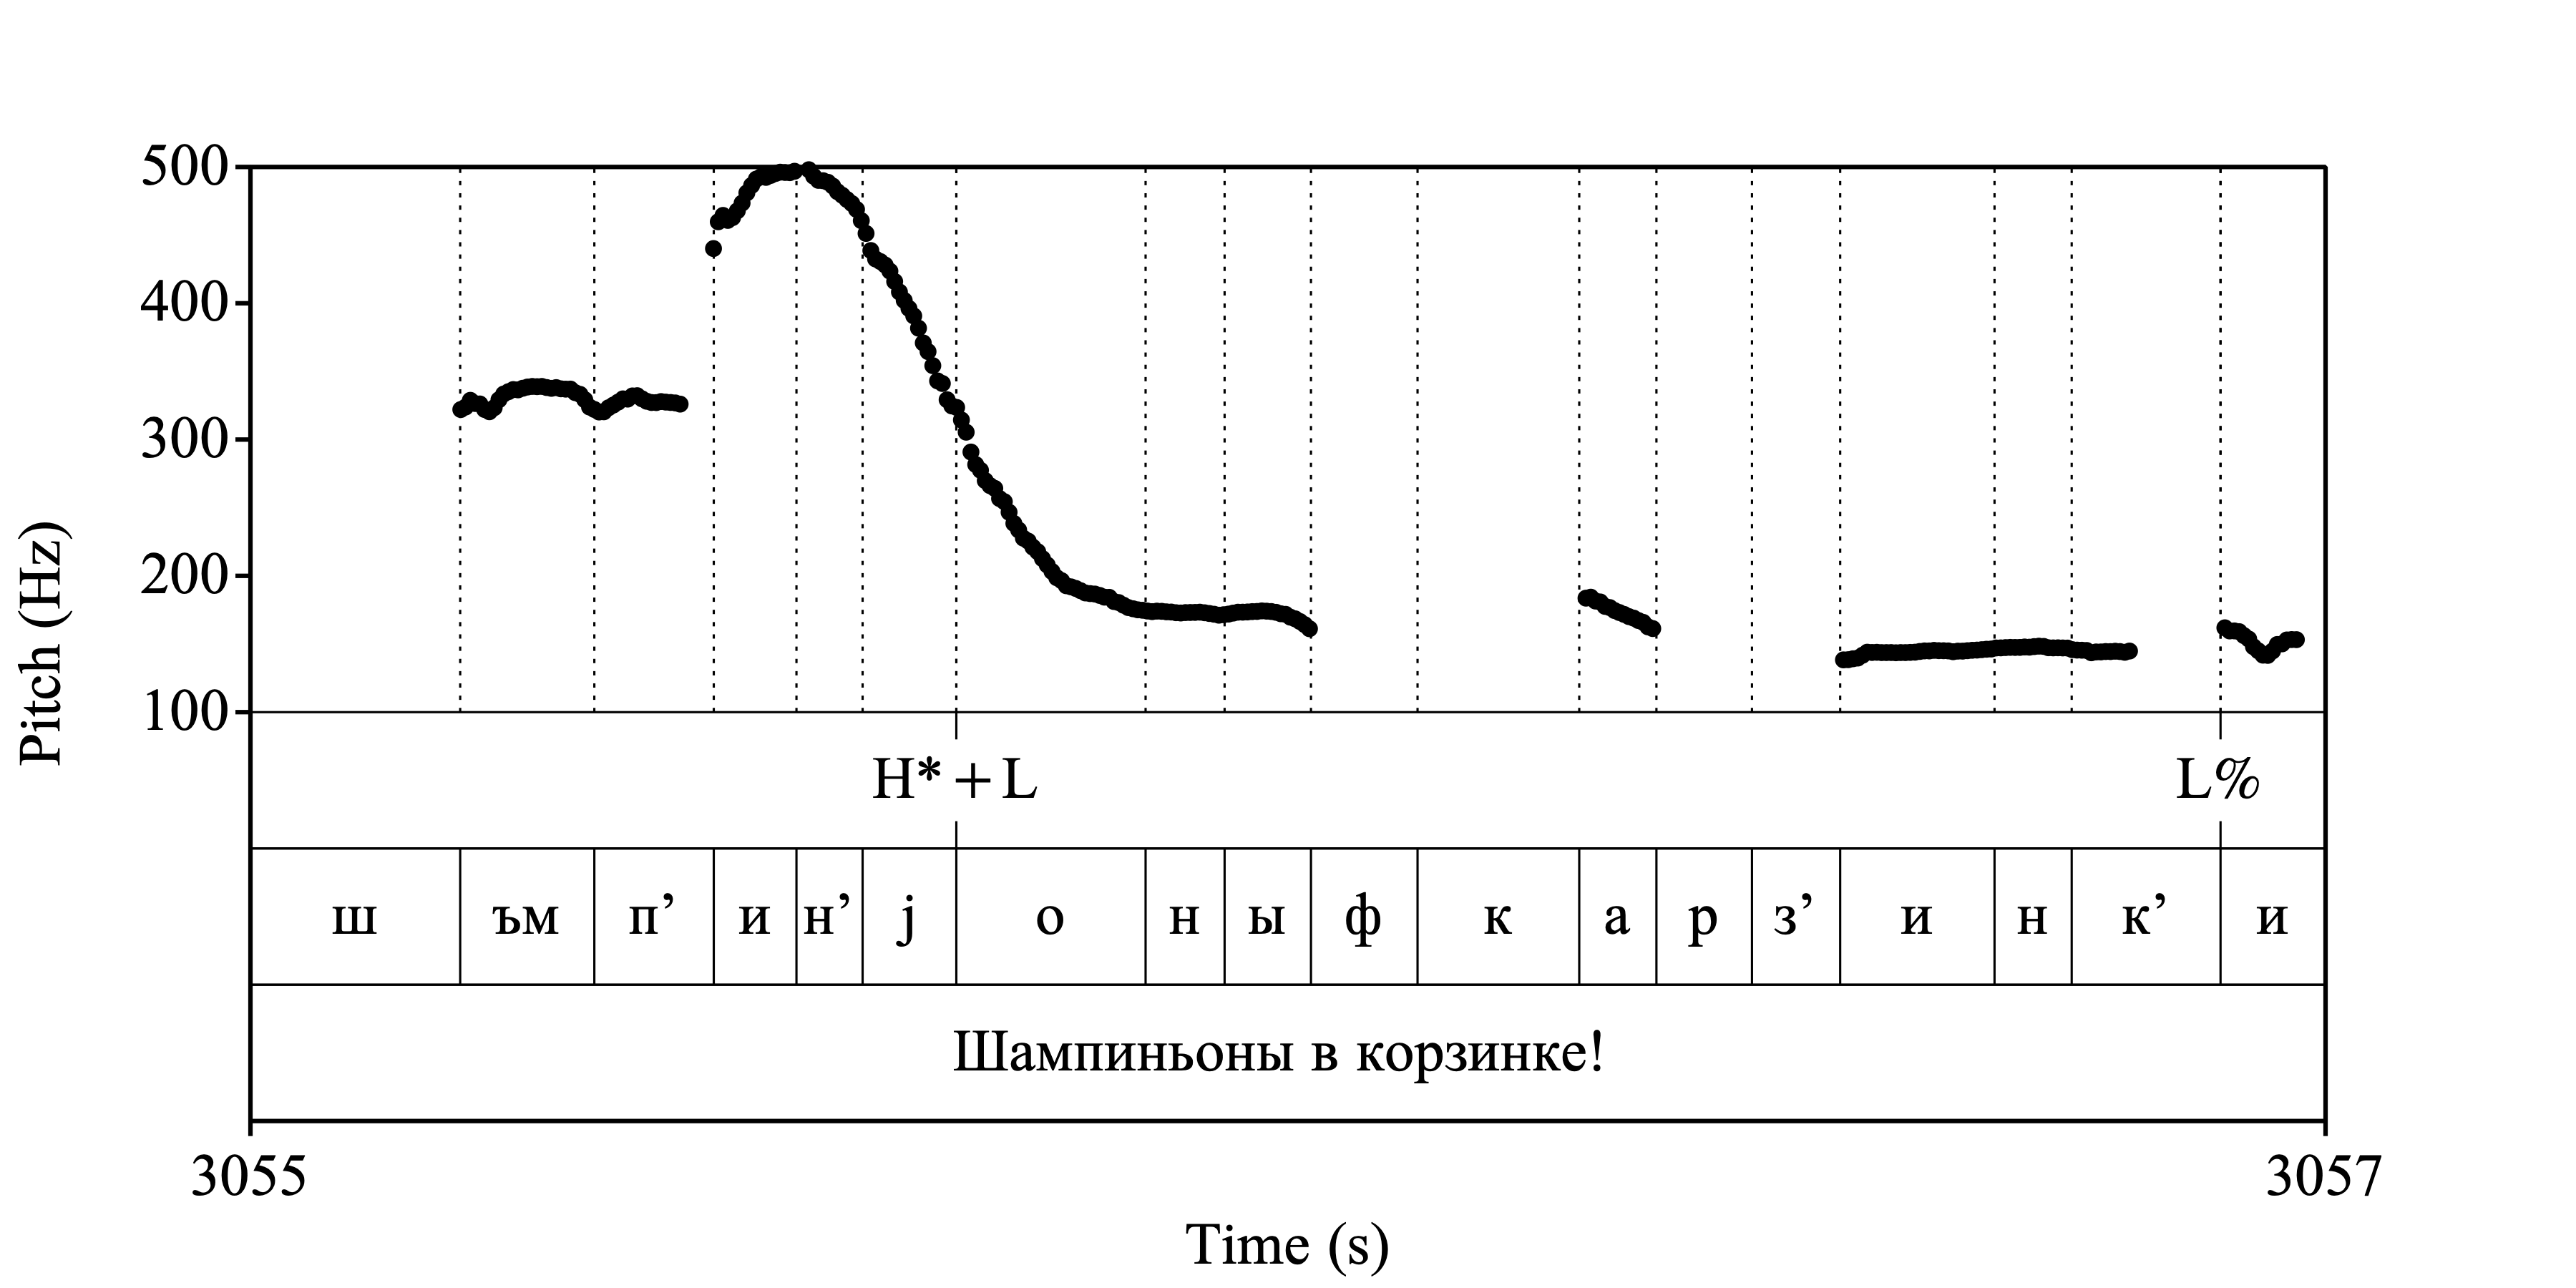 500
400
300
200
100
Pitch (Hz)
H* + L L%
ш ъм п’ и н’ j о н ы ф к а р з’ и н к’ и
Шампиньоны в корзинке!
3055 3057
Time (s)